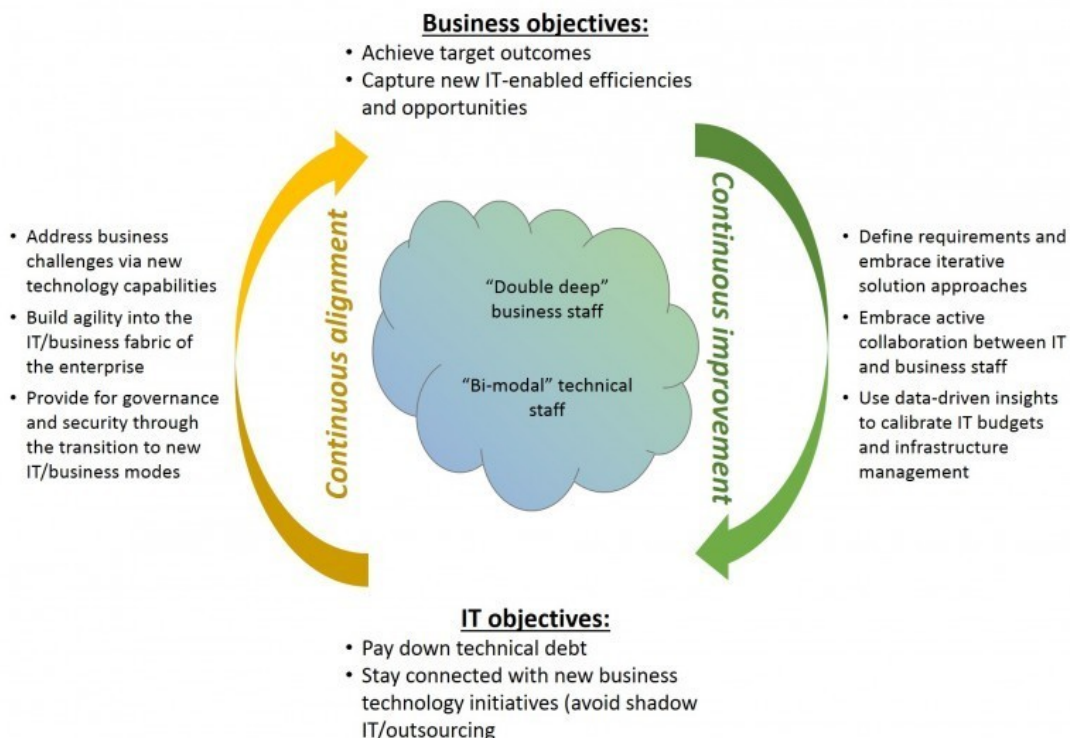 Business objectives:
• Achieve target outcomes
• Capture new IT-enabled efficiencies
and opportunities
• Address business
challenges via new
technology capabilities
• Build agility into the
IT/business fabric of
the enterprise
• Provide for governance
and security through
the transition to new
IT/business modes
Continuous alignment
“Double deep”
business staff
“Bi-modal” technical
staff
Continuous improvement
• Define requirements and
embrace iterative
solution approaches
• Embrace active
collaboration between IT
and business staff
• Use data-driven insights
to calibrate IT budgets
and infrastructure
management
IT objectives:
• Pay down technical debt
• Stay connected with new business
technology initiatives (avoid shadow
IT/outsourcing